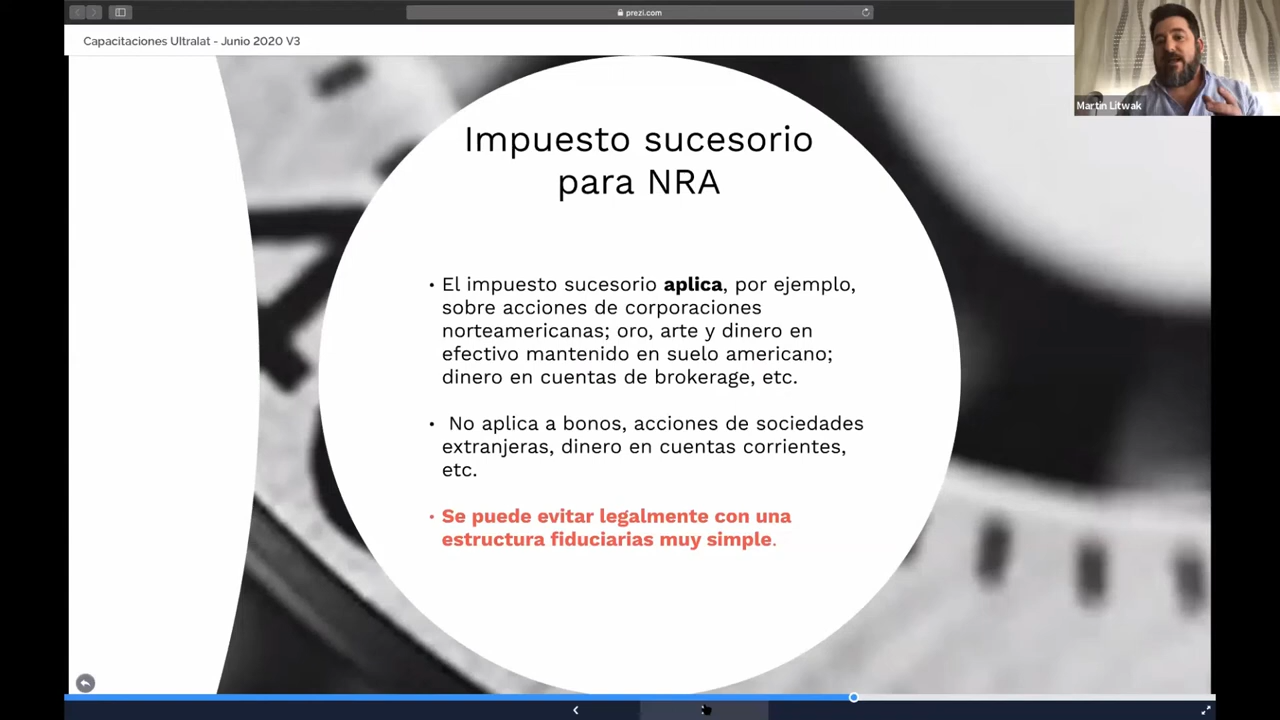 prezi.com
Capacitaciones Ultralat - Junio 2020 V3
Martin Litwak
Impuesto sucesorio
para NRA
• El impuesto sucesorio aplica, por ejemplo,
sobre acciones de corporaciones
norteamericanas; oro, arte y dinero en
efectivo mantenido en suelo americano;
dinero en cuentas de brokerage, etc.
• No aplica a bonos, acciones de sociedades
extranjeras, dinero en cuentas corrientes,
etc.
• Se puede evitar legalmente con una
estructura fiduciarias muy simple.